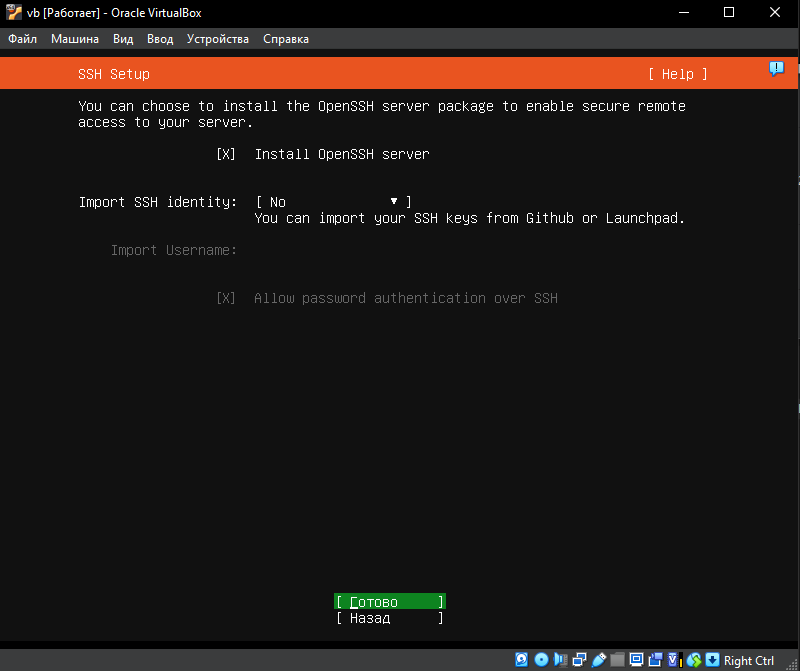 vb [Работает] - Oracle VirtualBox
Файл Машина Вид Ввод Устройства Справка
SSH Setup [ Help ]
You can choose to install the OpenSSH server package to enable secure remote
access to your server.
[X] Install OpenSSH server
Import SSH identity: [ No ▼ ]
You can import your SSH keys from Github or Launchpad.
Import Username:
[X] Allow password authentication over SSH
[ Готово ]
[ Назад ]
Right Ctrl